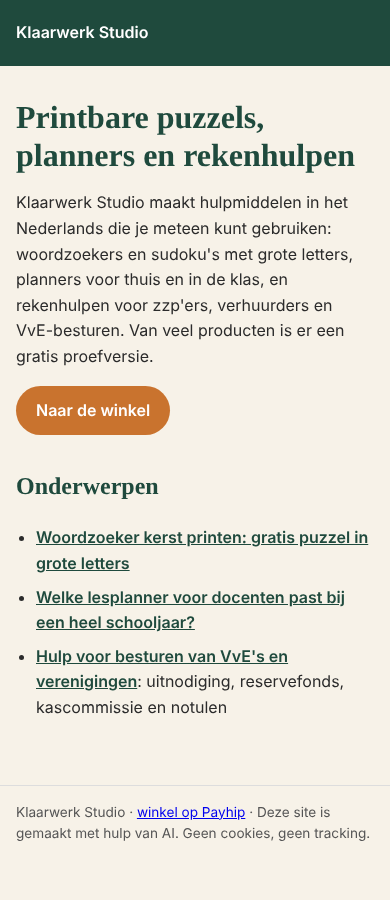 Klaarwerk Studio
Printbare puzzels,
planners en rekenhulpen
Klaarwerk Studio maakt hulpmiddelen in het
Nederlands die je meteen kunt gebruiken:
woordzoekers en sudoku's met grote letters,
planners voor thuis en in de klas, en
rekenhulpen voor zzp'ers, verhuurders en
VvE-besturen. Van veel producten is er een
gratis proefversie.
Naar de winkel
Onderwerpen
• Woordzoeker kerst printen: gratis puzzel in
grote letters
• Welke lesplanner voor docenten past bij
een heel schooljaar?
• Hulp voor besturen van VvE's en
verenigingen: uitnodiging, reservefonds,
kascommissie en notulen
Klaarwerk Studio · winkel op Payhip · Deze site is
gemaakt met hulp van AI. Geen cookies, geen tracking.